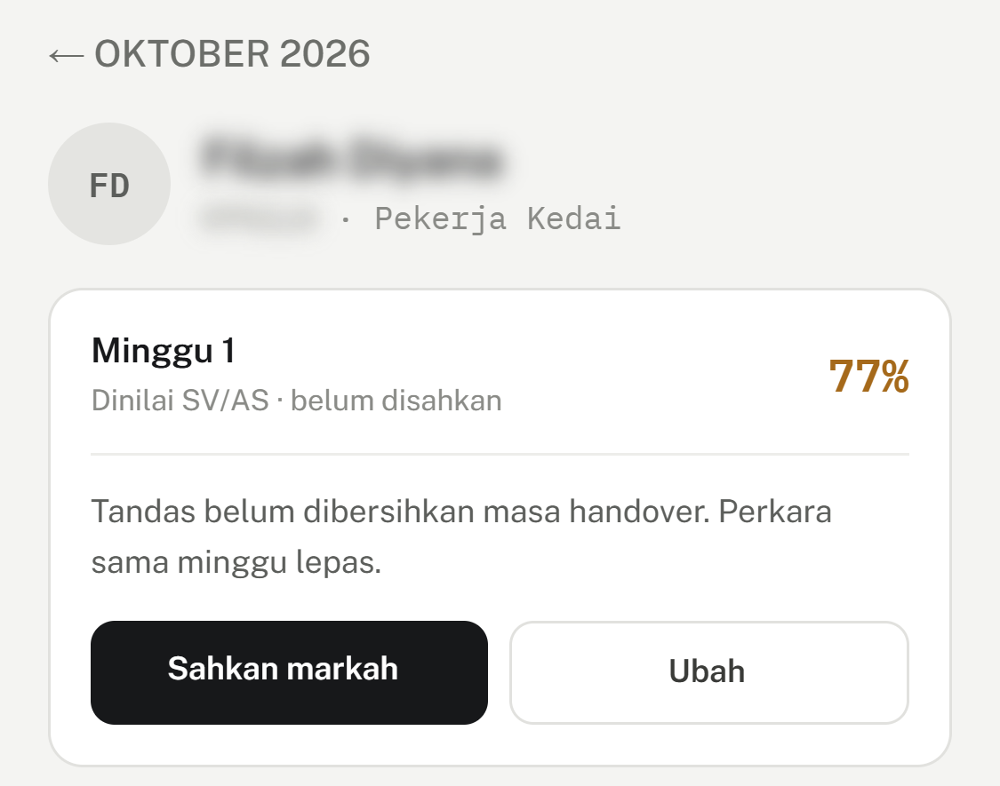 ← OKTOBER 2026
FD
· Pekerja Kedai
Minggu 1
77%
Dinilai SV/AS · belum disahkan
Tandas belum dibersihkan masa handover. Perkara
sama minggu lepas.
Sahkan markah
Ubah